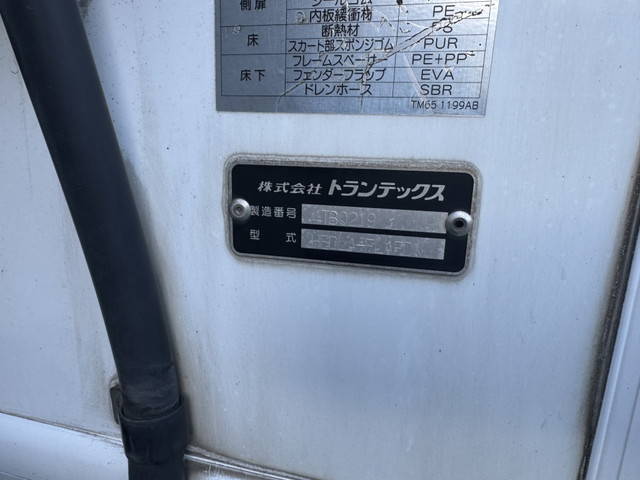 側扉
シールゴム
内板緩衝材 PE
床 断熱材 PS
スカート部スポンジゴム PUR
床下 フレームスペーサ PE+PP
フェンダーフラップ EVA
ドレンホース SBR
TM65 1199AB
株式会社 トランテックス
製造番号
型式